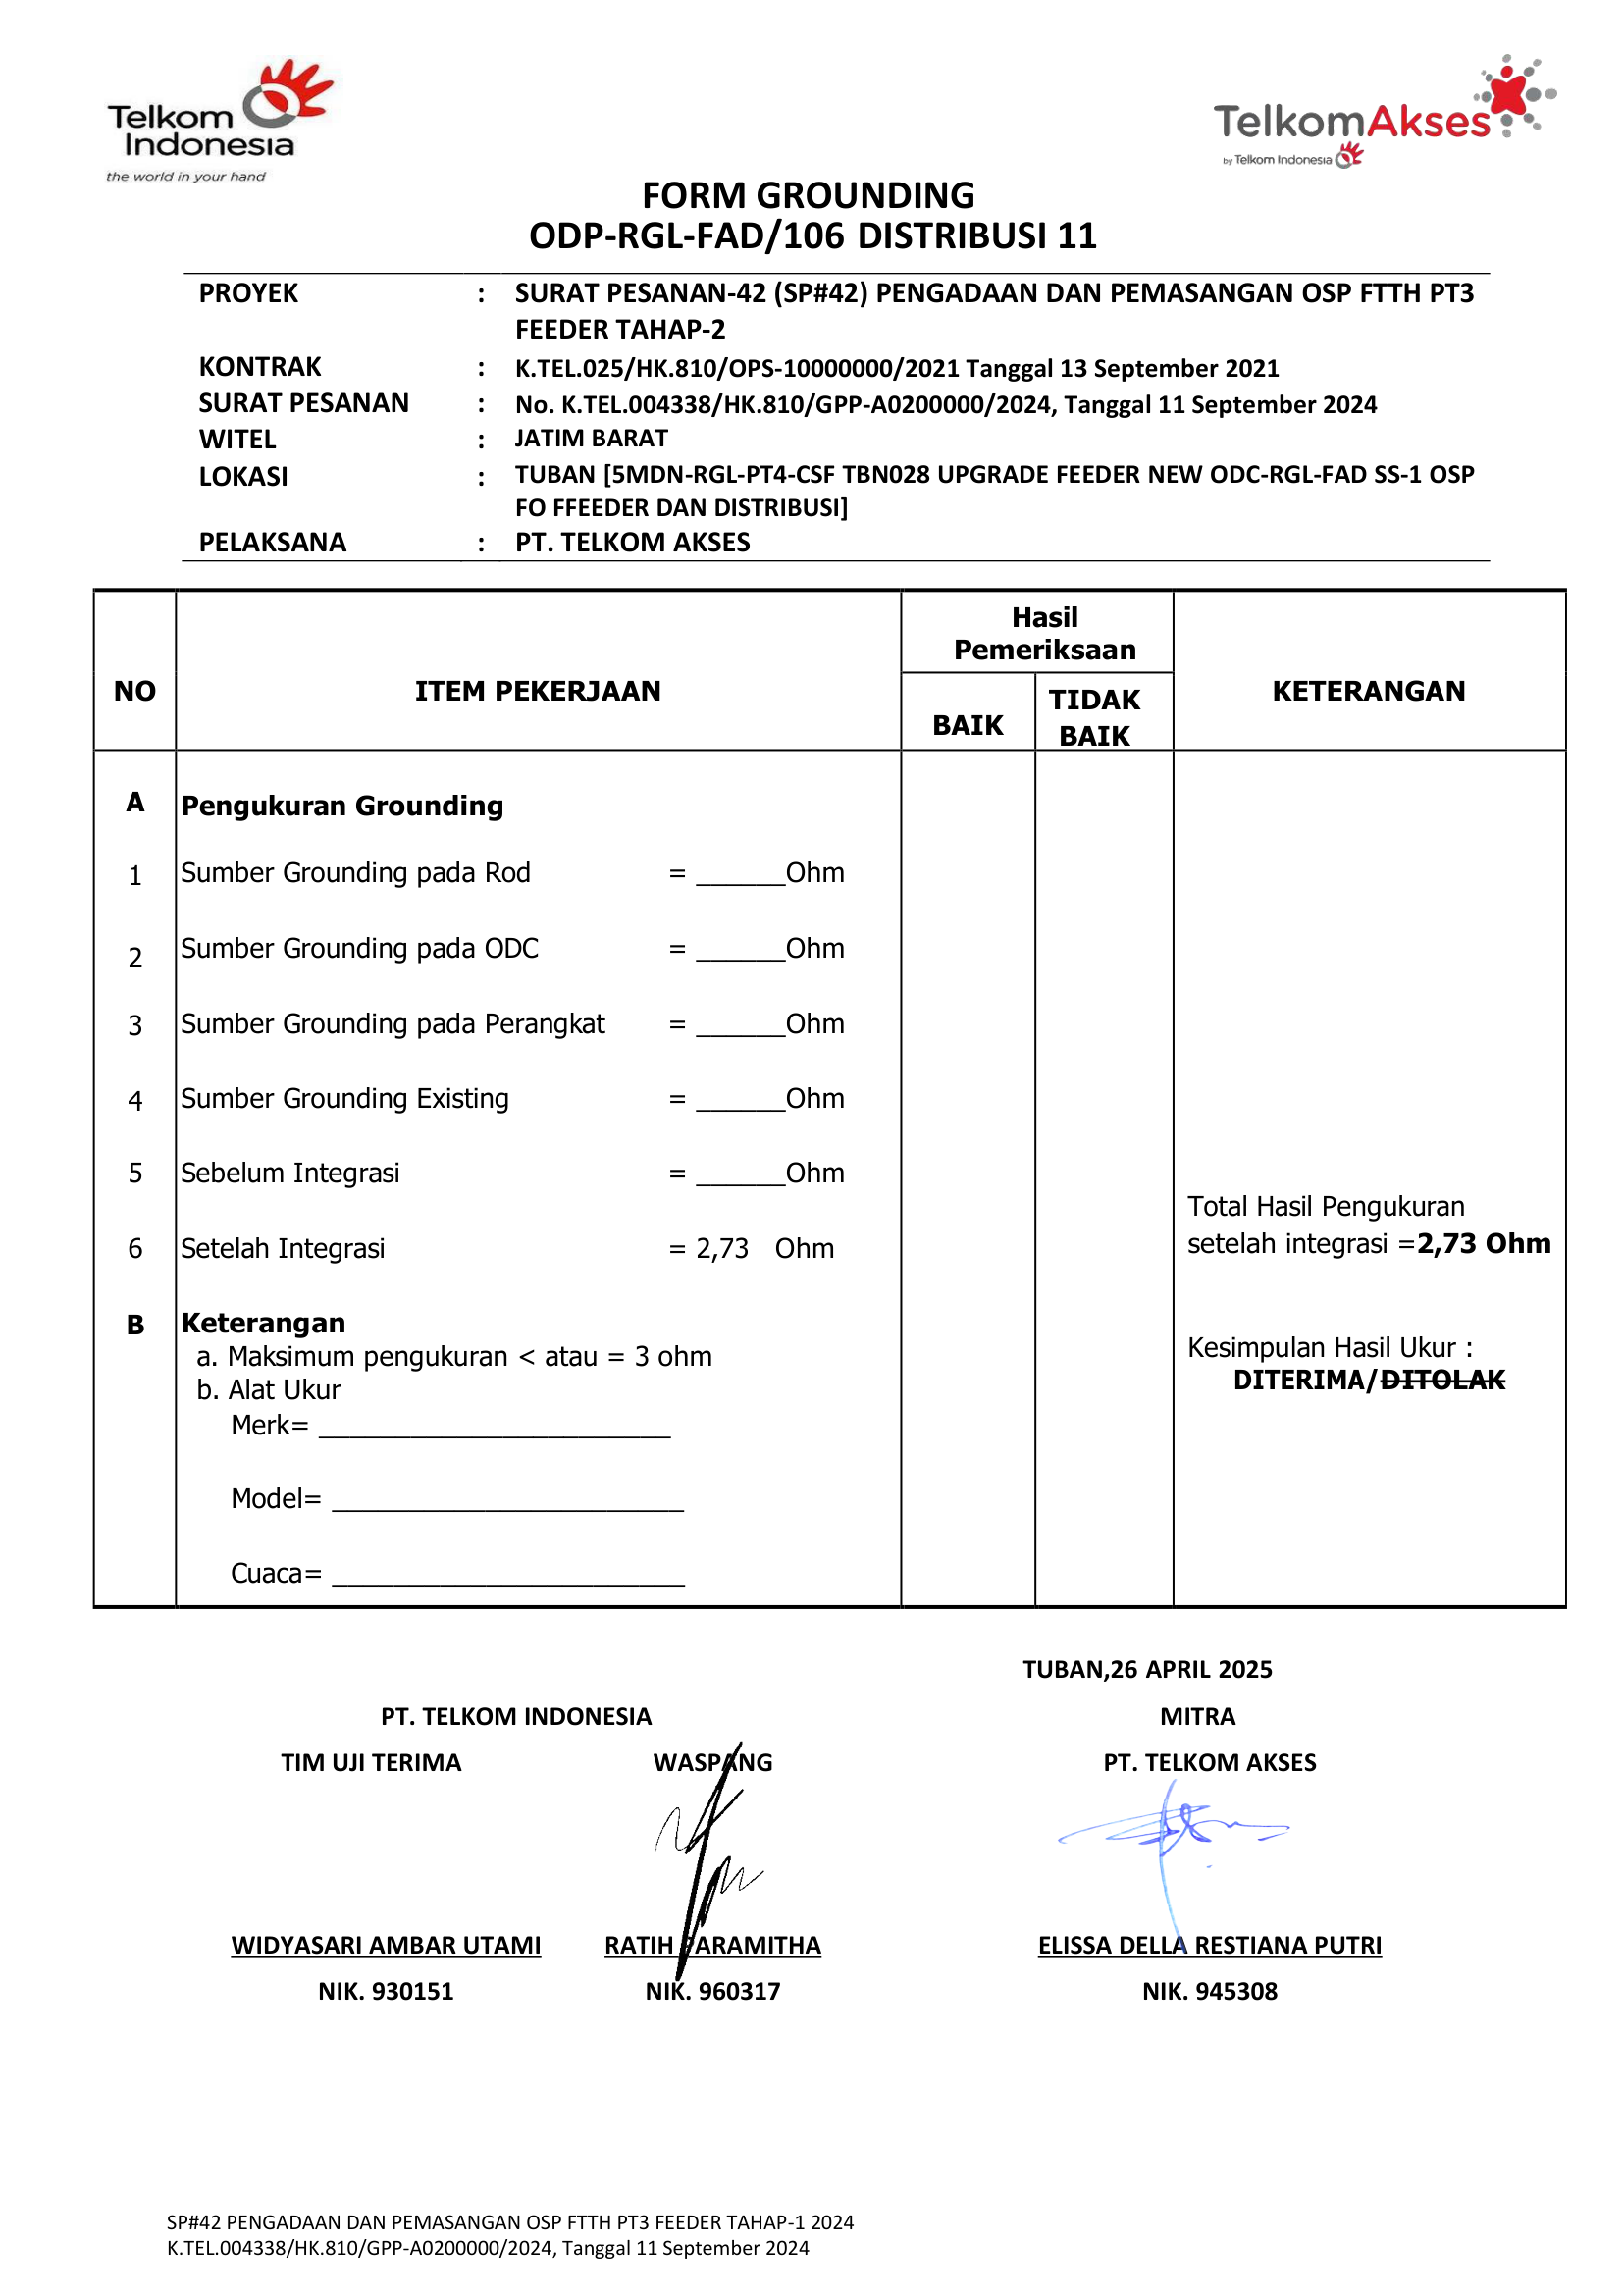 Telkom
Indonesia
the world in your hand
TelkomAkses
by Telkom Indonesia
FORM GROUNDING
ODP-RGL-FAD/106 DISTRIBUSI 11
PROYEK : SURAT PESANAN-42 (SP#42) PENGADAAN DAN PEMASANGAN OSP FTTH PT3
FEEDER TAHAP-2
KONTRAK : K.TEL.025/HK.810/OPS-10000000/2021 Tanggal 13 September 2021
SURAT PESANAN : No. K.TEL.004338/HK.810/GPP-A0200000/2024, Tanggal 11 September 2024
WITEL : JATIM BARAT
LOKASI : TUBAN [5MDN-RGL-PT4-CSF TBN028 UPGRADE FEEDER NEW ODC-RGL-FAD SS-1 OSP
FO FFEEDER DAN DISTRIBUSI]
PELAKSANA : PT. TELKOM AKSES
NO ITEM PEKERJAAN Hasil
Pemeriksaan KETERANGAN
BAIK TIDAK
BAIK
A Pengukuran Grounding
1 Sumber Grounding pada Rod = ______Ohm
2 Sumber Grounding pada ODC = ______Ohm
3 Sumber Grounding pada Perangkat = ______Ohm
4 Sumber Grounding Existing = ______Ohm
5 Sebelum Integrasi = ______Ohm
6 Setelah Integrasi = 2,73 Ohm
Total Hasil Pengukuran
setelah integrasi =2,73 Ohm
B Keterangan
a. Maksimum pengukuran < atau = 3 ohm
b. Alat Ukur
Merk= ________________________
Model= ________________________
Cuaca= ________________________
Kesimpulan Hasil Ukur :
DITERIMA/DITOLAK
TUBAN,26 APRIL 2025
PT. TELKOM INDONESIA MITRA
TIM UJI TERIMA WASPANG PT. TELKOM AKSES
WIDYASARI AMBAR UTAMI RATIH PARAMITHA ELISSA DELLA RESTIANA PUTRI
NIK. 930151 NIK. 960317 NIK. 945308
SP#42 PENGADAAN DAN PEMASANGAN OSP FTTH PT3 FEEDER TAHAP-1 2024
K.TEL.004338/HK.810/GPP-A0200000/2024, Tanggal 11 September 2024